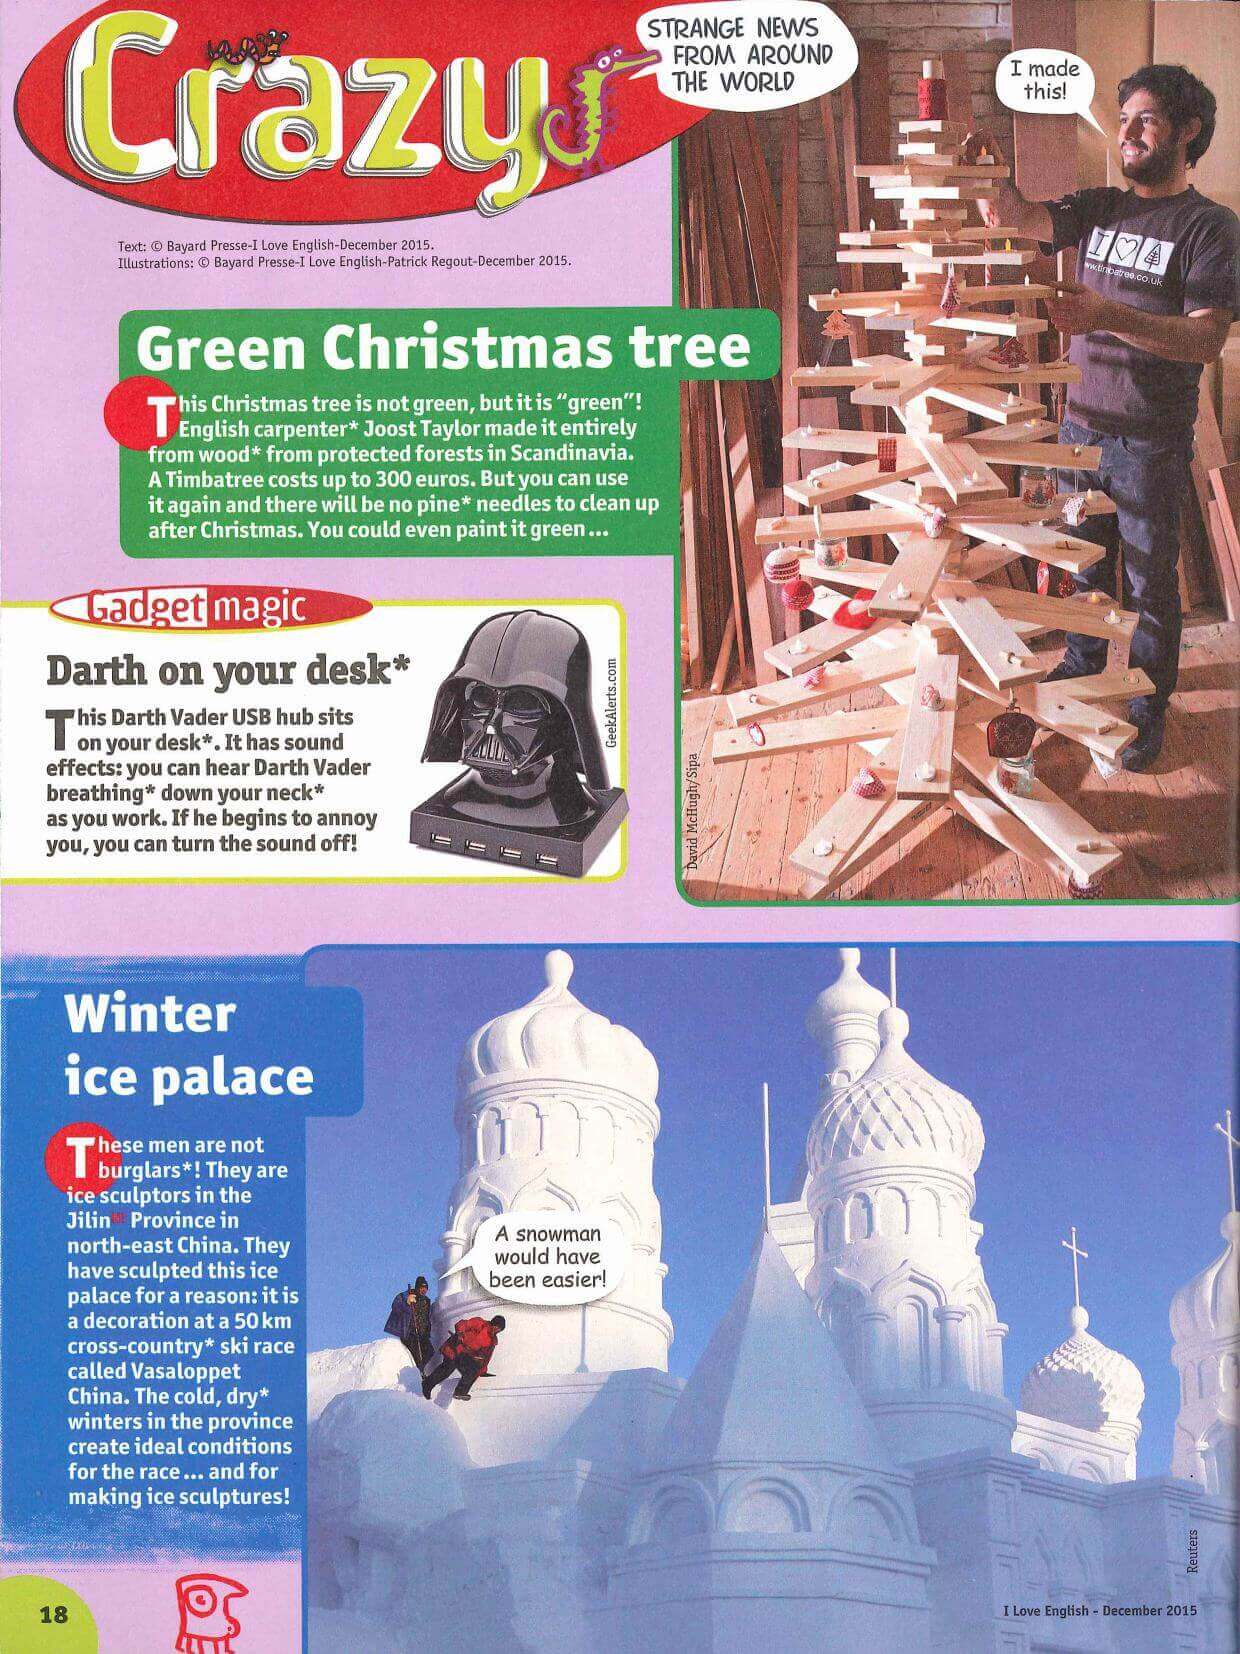 Crazy
STRANGE NEWS
FROM AROUND
THE WORLD
I made
this!
I ♡
www.timbatree.co.uk
Text: © Bayard Presse-I Love English-December 2015.
Illustrations: © Bayard Presse-I Love English-Patrick Regout-December 2015.
Green Christmas tree
This Christmas tree is not green, but it is “green”!
English carpenter* Joost Taylor made it entirely
from wood* from protected forests in Scandinavia.
A Timbatree costs up to 300 euros. But you can use
it again and there will be no pine* needles to clean up
after Christmas. You could even paint it green ...
David McHugh/Sipa
Gadget magic
Darth on your desk*
This Darth Vader USB hub sits
on your desk*. It has sound
effects: you can hear Darth Vader
breathing* down your neck*
as you work. If he begins to annoy
you, you can turn the sound off!
GeekAlerts.com
Winter
ice palace
These men are not
burglars*! They are
ice sculptors in the
Jilin Province in
north-east China. They
have sculpted this ice
palace for a reason: it is
a decoration at a 50 km
cross-country* ski race
called Vasaloppet
China. The cold, dry*
winters in the province
create ideal conditions
for the race ... and for
making ice sculptures!
A snowman
would have
been easier!
Reuters
18
I Love English - December 2015